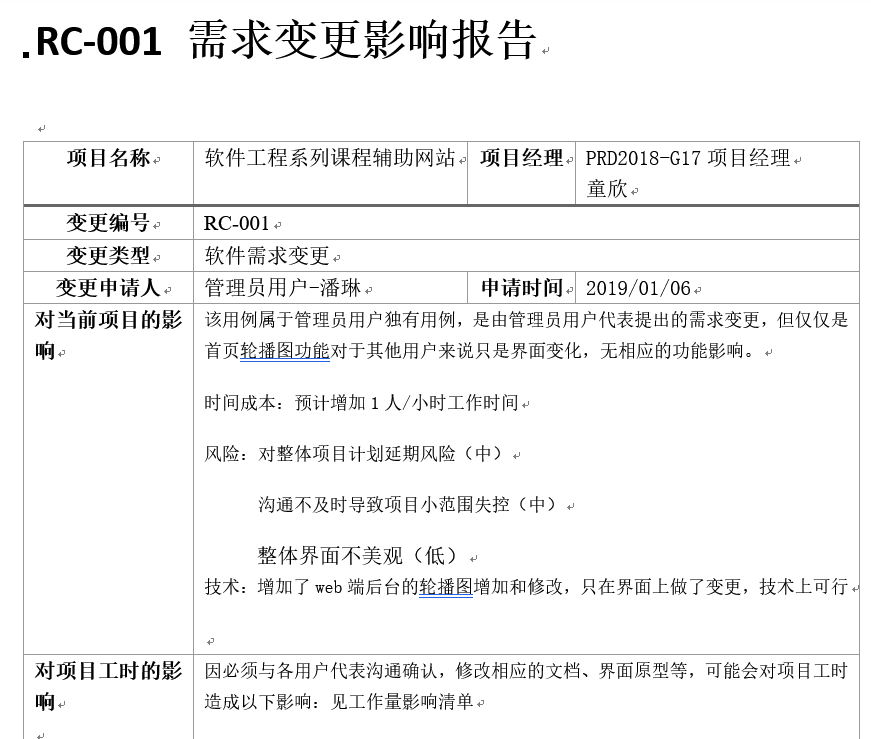 RC-001 需求变更影响报告
项目名称 软件工程系列课程辅助网站 项目经理 PRD2018-G17 项目经理
童欣
变更编号 RC-001
变更类型 软件需求变更
变更申请人 管理员用户-潘琳 申请时间 2019/01/06
对当前项目的影 该用例属于管理员用户独有用例，是由管理员用户代表提出的需求变更，但仅仅是
响 首页轮播图功能对于其他用户来说只是界面变化，无相应的功能影响。
时间成本：预计增加 1 人/小时工作时间
风险：对整体项目计划延期风险（中）
沟通不及时导致项目小范围失控（中）
整体界面不美观（低）
技术：增加了 web 端后台的轮播图增加和修改，只在界面上做了变更，技术上可行
对项目工时的影 因必须与各用户代表沟通确认，修改相应的文档、界面原型等，可能会对项目工时
响 造成以下影响：见工作量影响清单